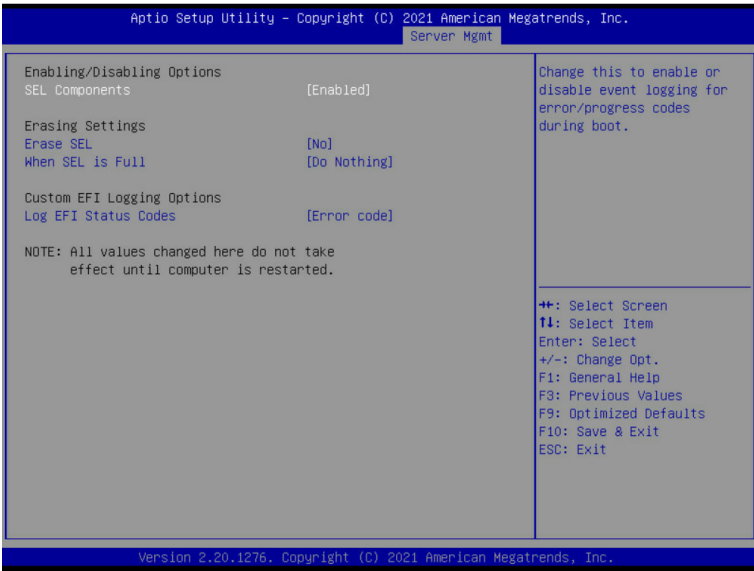 Aptio Setup Utility – Copyright (C) 2021 American Megatrends, Inc.
Server Mgmt
Enabling/Disabling Options
SEL Components [Enabled]
Erasing Settings
Erase SEL [No]
When SEL is Full [Do Nothing]
Custom EFI Logging Options
Log EFI Status Codes [Error code]
NOTE: All values changed here do not take
effect until computer is restarted.
Change this to enable or
disable event logging for
error/progress codes
during boot.
→←: Select Screen
↑↓: Select Item
Enter: Select
+/-: Change Opt.
F1: General Help
F3: Previous Values
F9: Optimized Defaults
F10: Save & Exit
ESC: Exit
Version 2.20.1276. Copyright (C) 2021 American Megatrends, Inc.